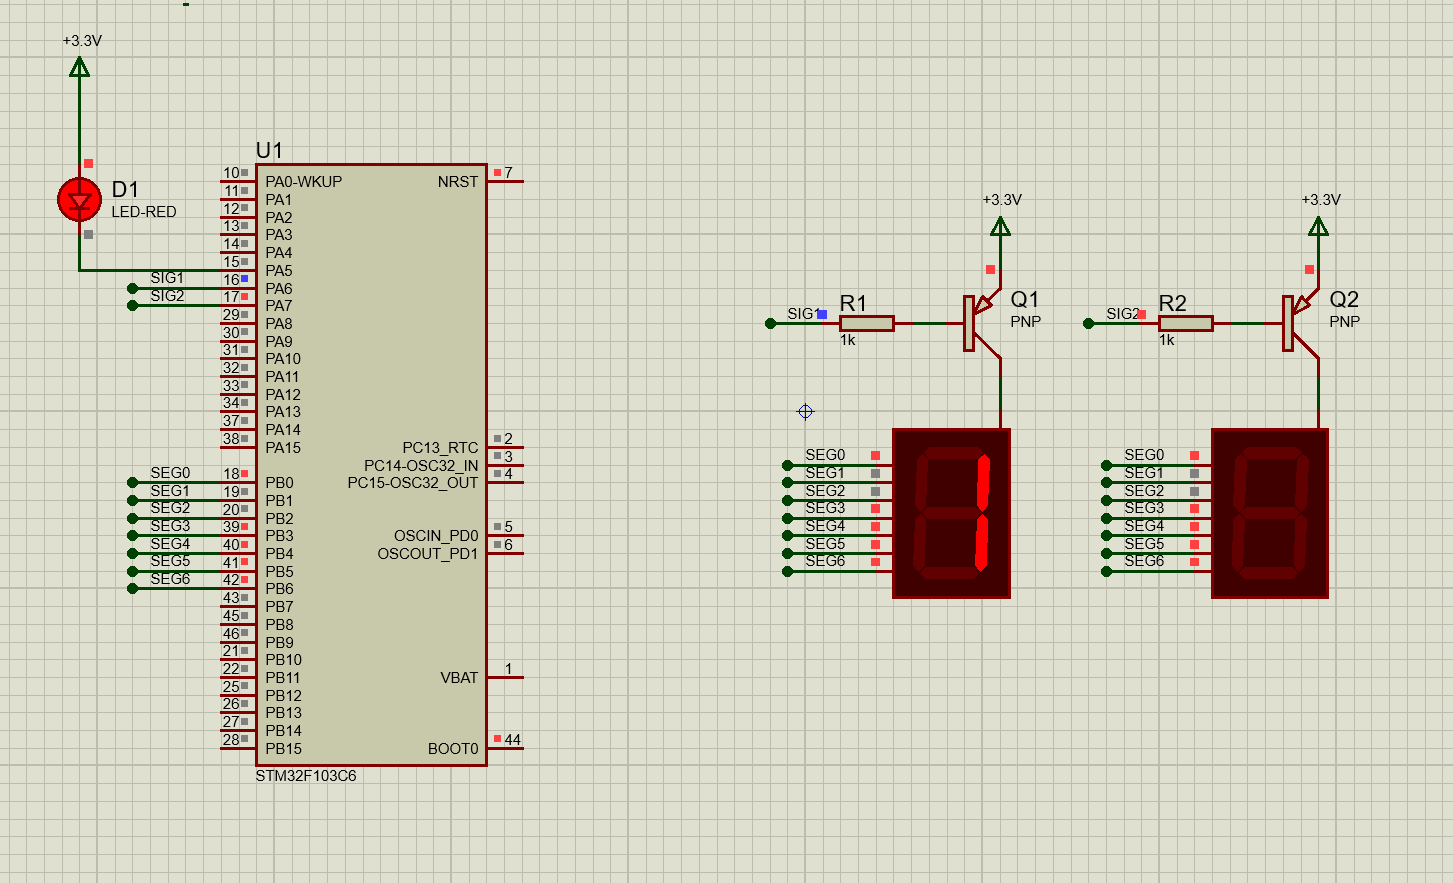 +3.3V
D1
LED-RED
U1
10 PA0-WKUP
11 PA1
12 PA2
13 PA3
14 PA4
15 PA5
SIG1 16 PA6
SIG2 17 PA7
29 PA8
30 PA9
31 PA10
32 PA11
33 PA12
34 PA13
37 PA14
38 PA15
SEG0 18 PB0
SEG1 19 PB1
SEG2 20 PB2
SEG3 39 PB3
SEG4 40 PB4
SEG5 41 PB5
SEG6 42 PB6
43 PB7
45 PB8
46 PB9
21 PB10
22 PB11
25 PB12
26 PB13
27 PB14
28 PB15
NRST 7
PC13_RTC 2
PC14-OSC32_IN 3
PC15-OSC32_OUT 4
OSCIN_PD0 5
OSCOUT_PD1 6
VBAT 1
BOOT0 44
STM32F103C6
+3.3V
SIG1
R1
1k
Q1
PNP
SEG0
SEG1
SEG2
SEG3
SEG4
SEG5
SEG6
1
+3.3V
SIG2
R2
1k
Q2
PNP
SEG0
SEG1
SEG2
SEG3
SEG4
SEG5
SEG6